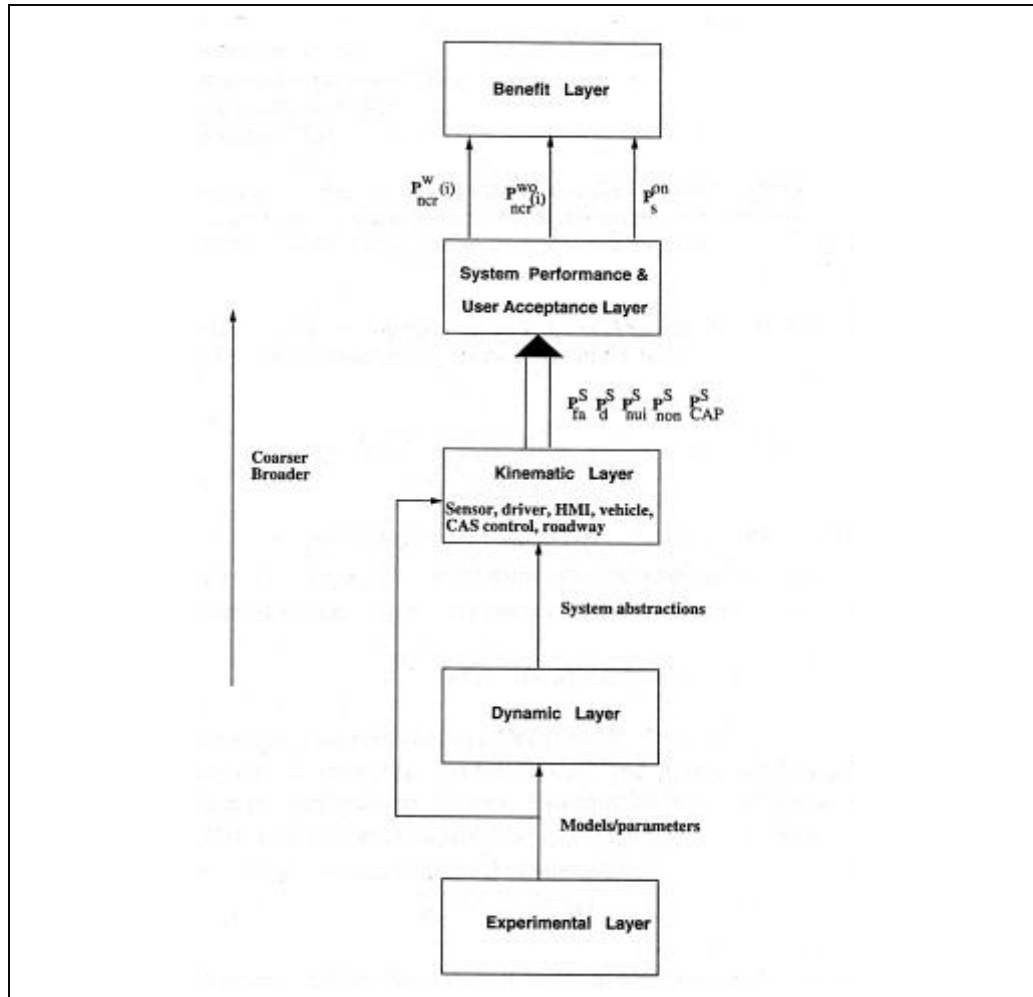 Benefit Layer
P^w_ncr(i) P^wo_ncr(i) P^on_s
System Performance &
User Acceptance Layer
P^S_fa P^S_d P^S_nui P^S_non P^S_CAP
Coarser
Broader
Kinematic Layer
Sensor, driver, HMI, vehicle,
CAS control, roadway
System abstractions
Dynamic Layer
Models/parameters
Experimental Layer